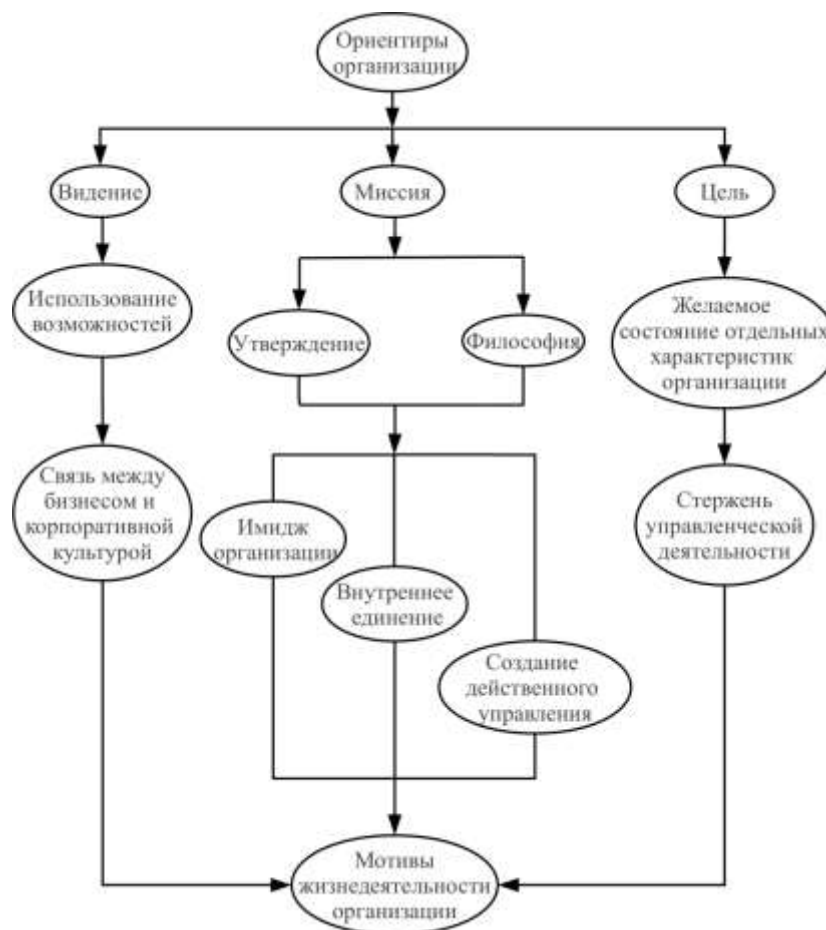 Ориентиры
организации
Видение
Миссия
Цель
Использование
возможностей
Утверждение
Философия
Желаемое
состояние отдельных
характеристик
организации
Связь между
бизнесом и
корпоративной
культурой
Имидж
организации
Внутреннее
единение
Создание
действенного
управления
Стержень
управленческой
деятельности
Мотивы
жизнедеятельности
организации